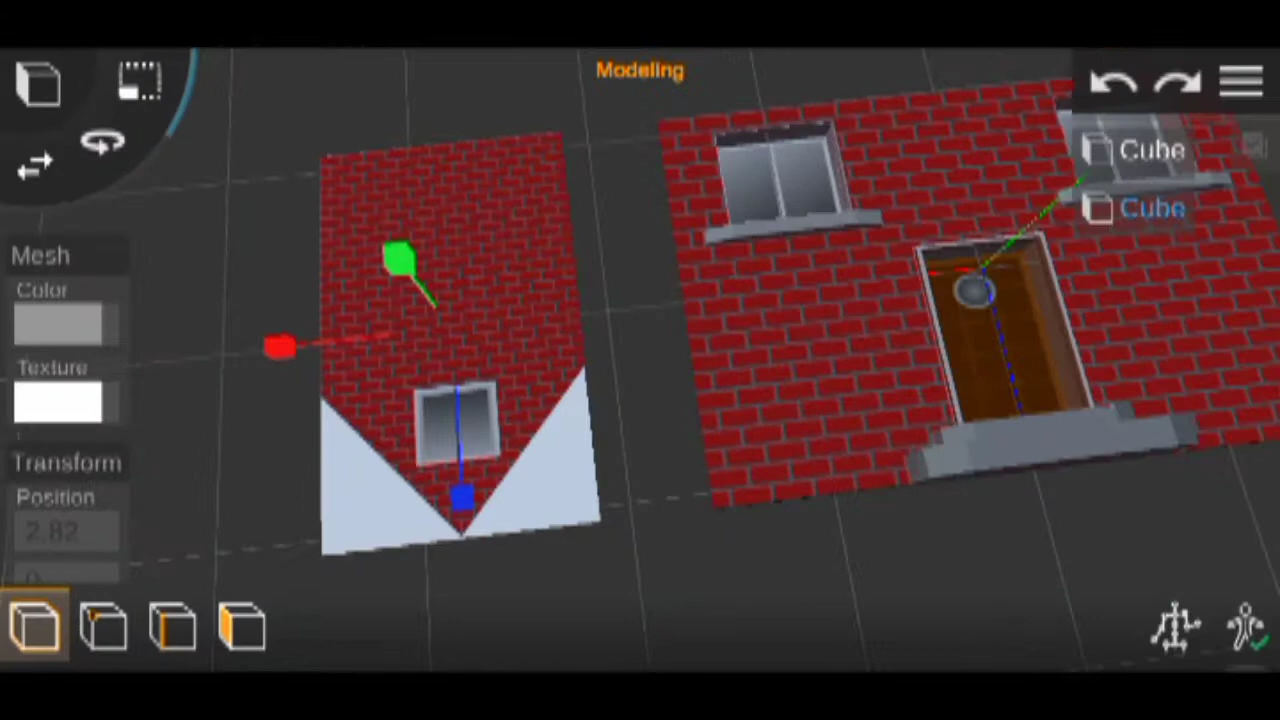 Modeling
Cube
Cube
Mesh
Color
Texture
Transform
Position
2.82